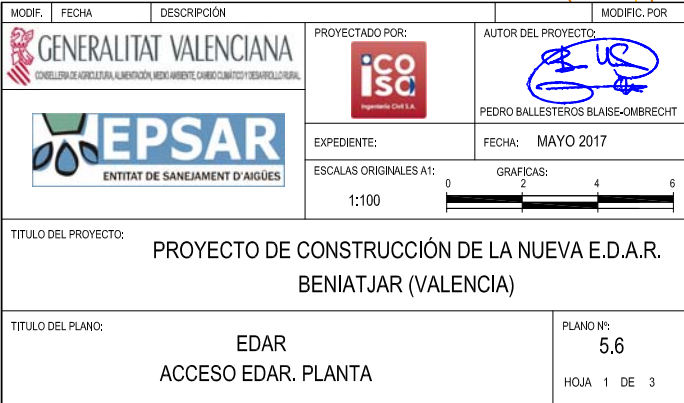 MODIF. FECHA DESCRIPCIÓN MODIFIC. POR
GENERALITAT VALENCIANA
CONSELLERIA DE AGRICULTURA, ALIMENTACIÓN, MEDIO AMBIENTE, CAMBIO CLIMÁTICO Y DESARROLLO RURAL
PROYECTADO POR:
icosa
Ingeniería Civil S.A.
AUTOR DEL PROYECTO:
PEDRO BALLESTEROS BLAISE-OMBRECHT
EPSAR
ENTITAT DE SANEJAMENT D'AIGÜES
EXPEDIENTE:
FECHA: MAYO 2017
ESCALAS ORIGINALES A1:
1:100
GRAFICAS:
0 2 4 6
TITULO DEL PROYECTO:
PROYECTO DE CONSTRUCCIÓN DE LA NUEVA E.D.A.R.
BENIATJAR (VALENCIA)
TITULO DEL PLANO:
EDAR
ACCESO EDAR. PLANTA
PLANO Nº:
5.6
HOJA 1 DE 3